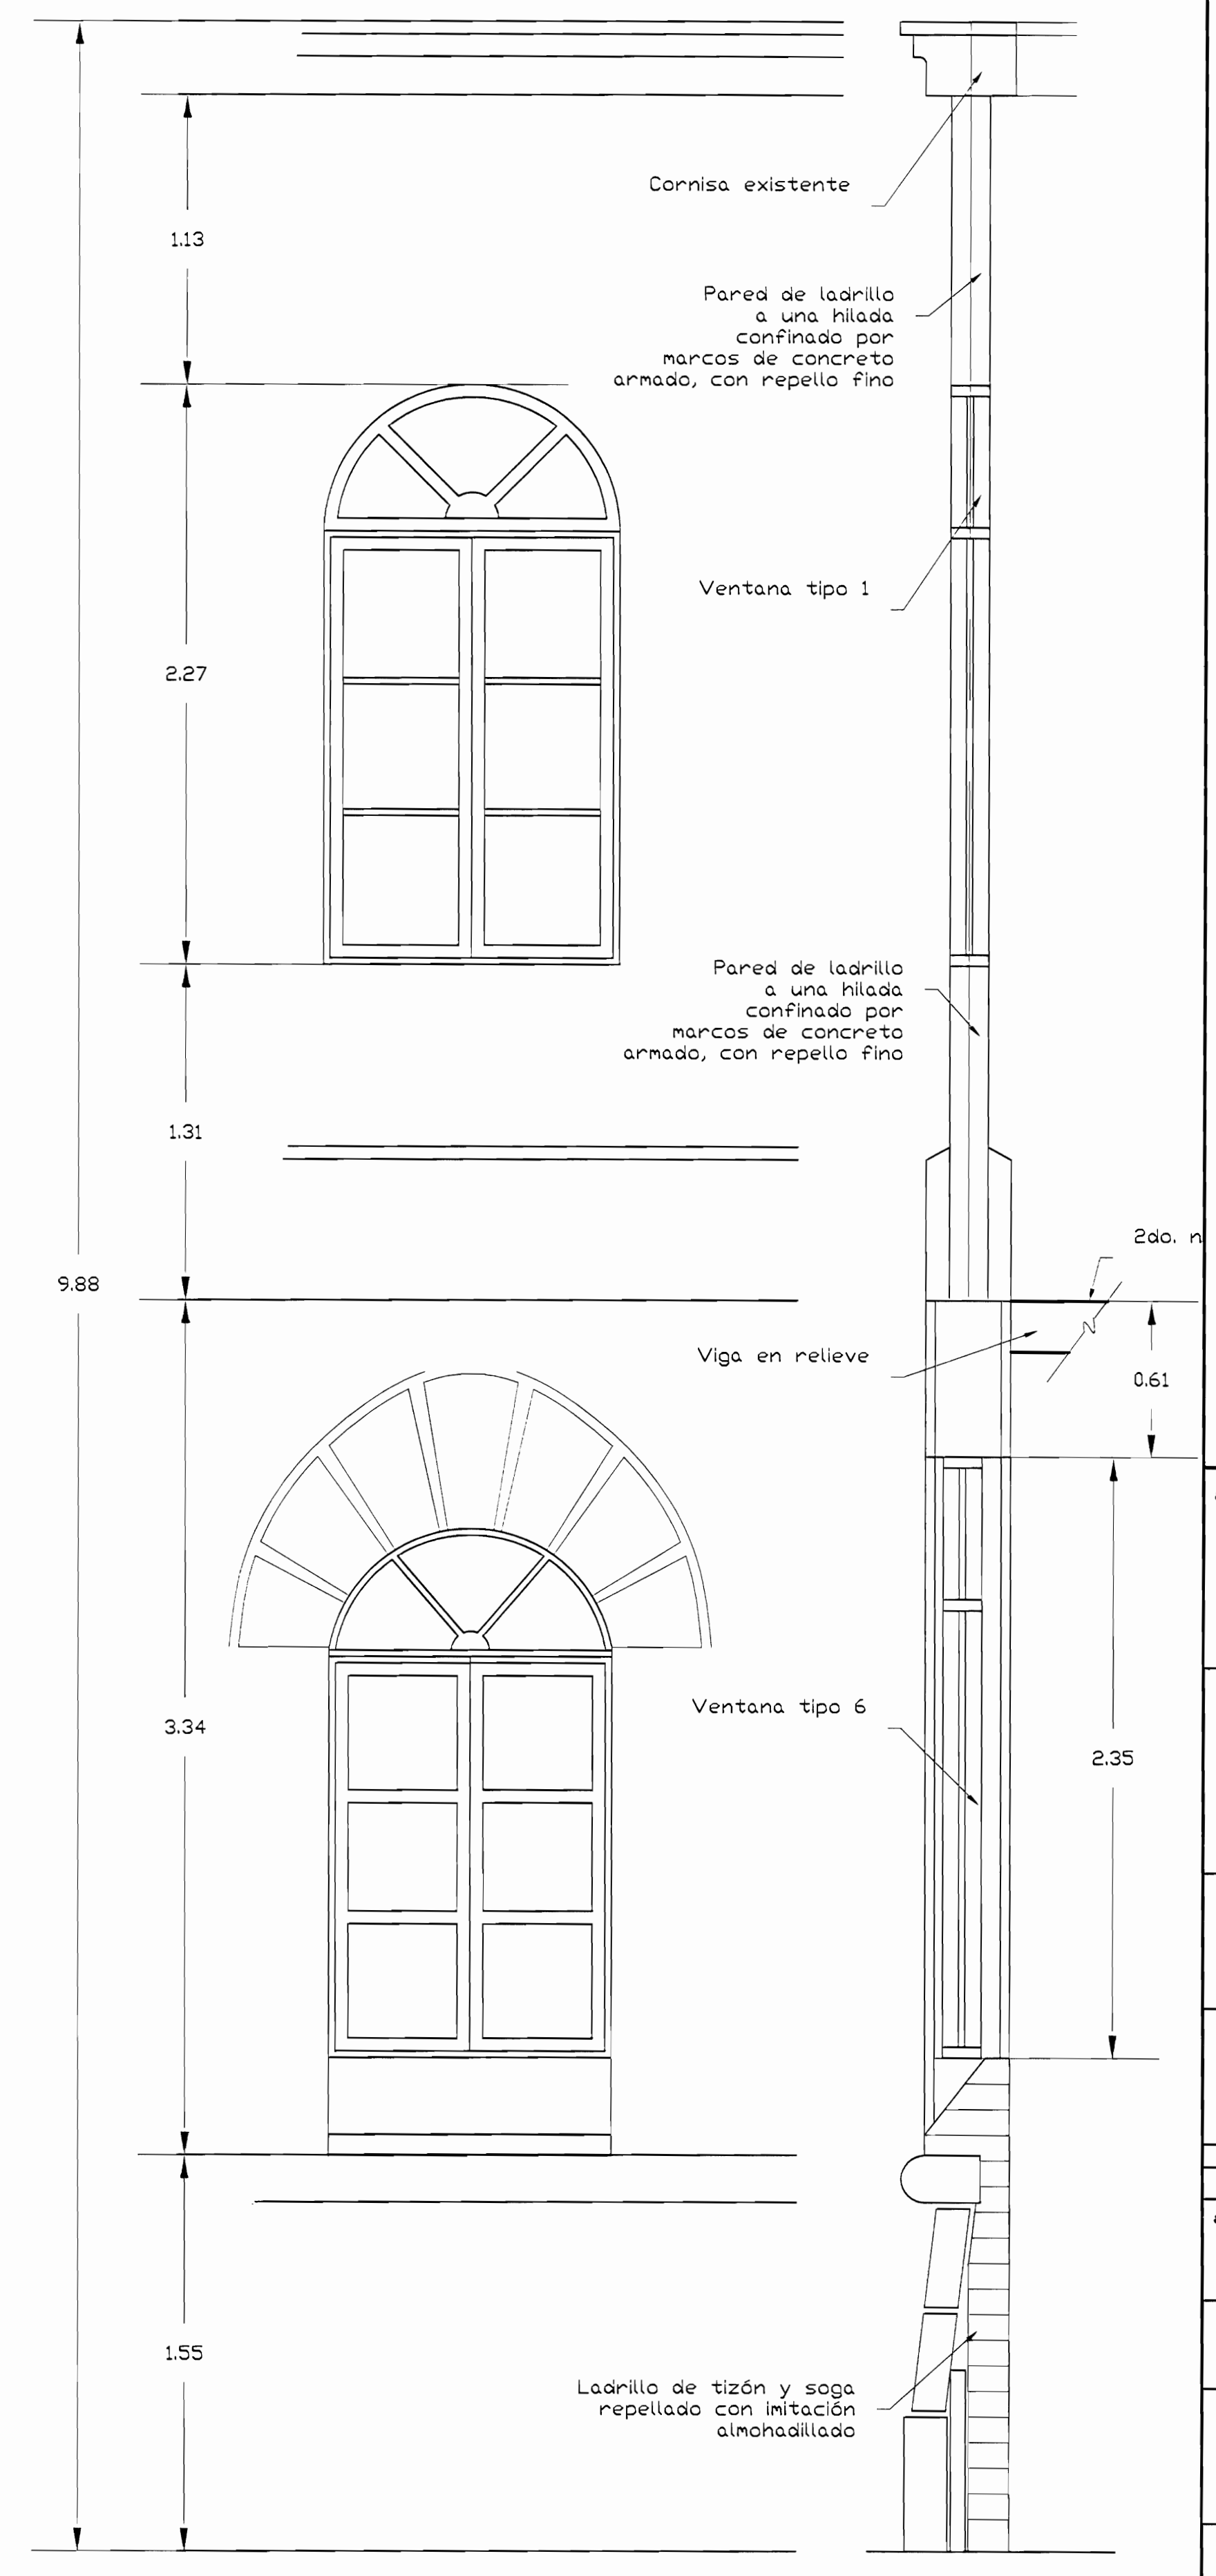 Cornisa existente
1.13
Pared de ladrillo
a una hilada
confinado por
marcos de concreto
armado, con repello fino
Ventana tipo 1
2.27
Pared de ladrillo
a una hilada
confinado por
marcos de concreto
armado, con repello fino
1.31
2do. n
9.88
Viga en relieve
0.61
Ventana tipo 6
3.34
2.35
1.55
Ladrillo de tizón y soga
repellado con imitación
almohadillado